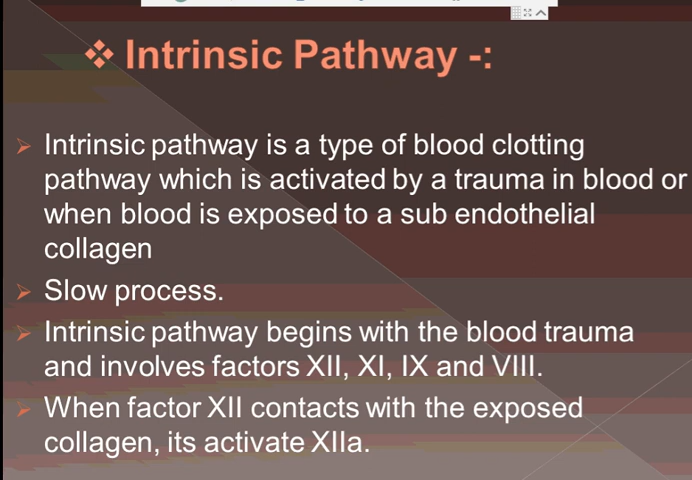 ❖ Intrinsic Pathway -:
➢ Intrinsic pathway is a type of blood clotting
pathway which is activated by a trauma in blood or
when blood is exposed to a sub endothelial
collagen
➢ Slow process.
➢ Intrinsic pathway begins with the blood trauma
and involves factors XII, XI, IX and VIII.
➢ When factor XII contacts with the exposed
collagen, its activate XIIa.